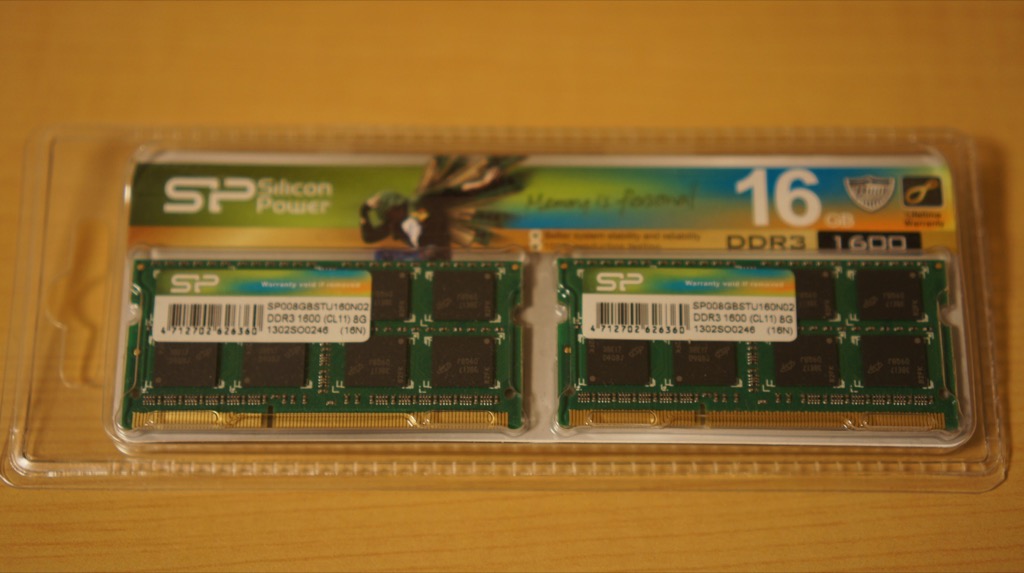 SP Silicon Power
Memory is Personal
16 GB
Lifetime Warranty
DDR3 1600
SP Warranty void if removed
SP008GBSTU160N02
DDR3 1600 (CL11) 8G
4 712702 626360
1302SO0246 (16N)
SP Warranty void if removed
SP008GBSTU160N02
DDR3 1600 (CL11) 8G
4 712702 626360
1302SO0246 (16N)